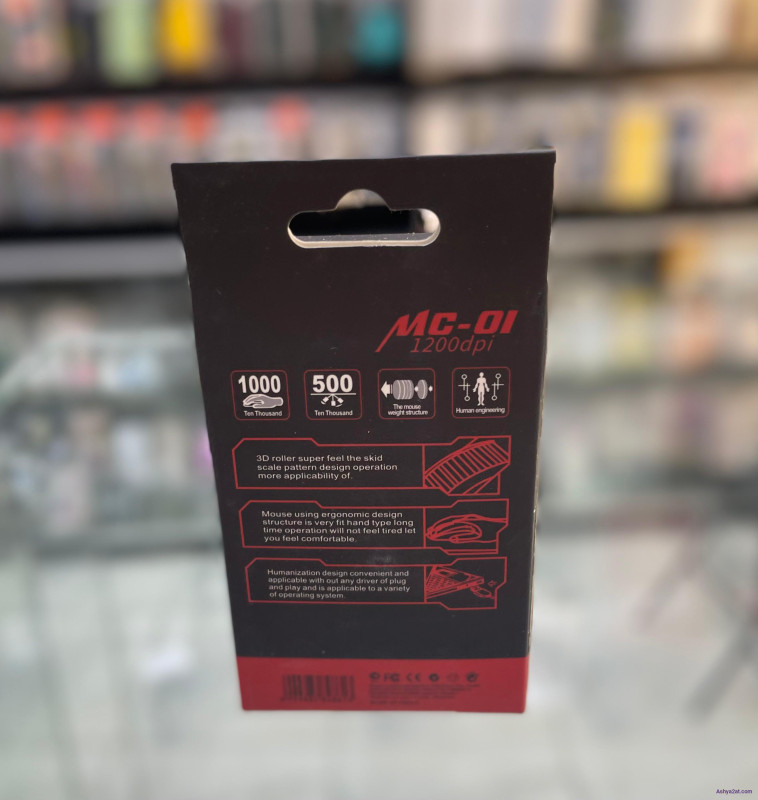 MC-01
1200dpi
1000
Ten Thousand
500
Ten Thousand
The mouse
weight structure
Human engineering
3D roller super feel the skid
scale pattern design operation
more applicability of.
Mouse using ergonomic design
structure is very fit hand type long
time operation will not feel tired let
you feel comfortable.
Humanization design convenient and
applicable with out any driver of plug
and play and is applicable to a variety
of operating system.
Ashya2at.com